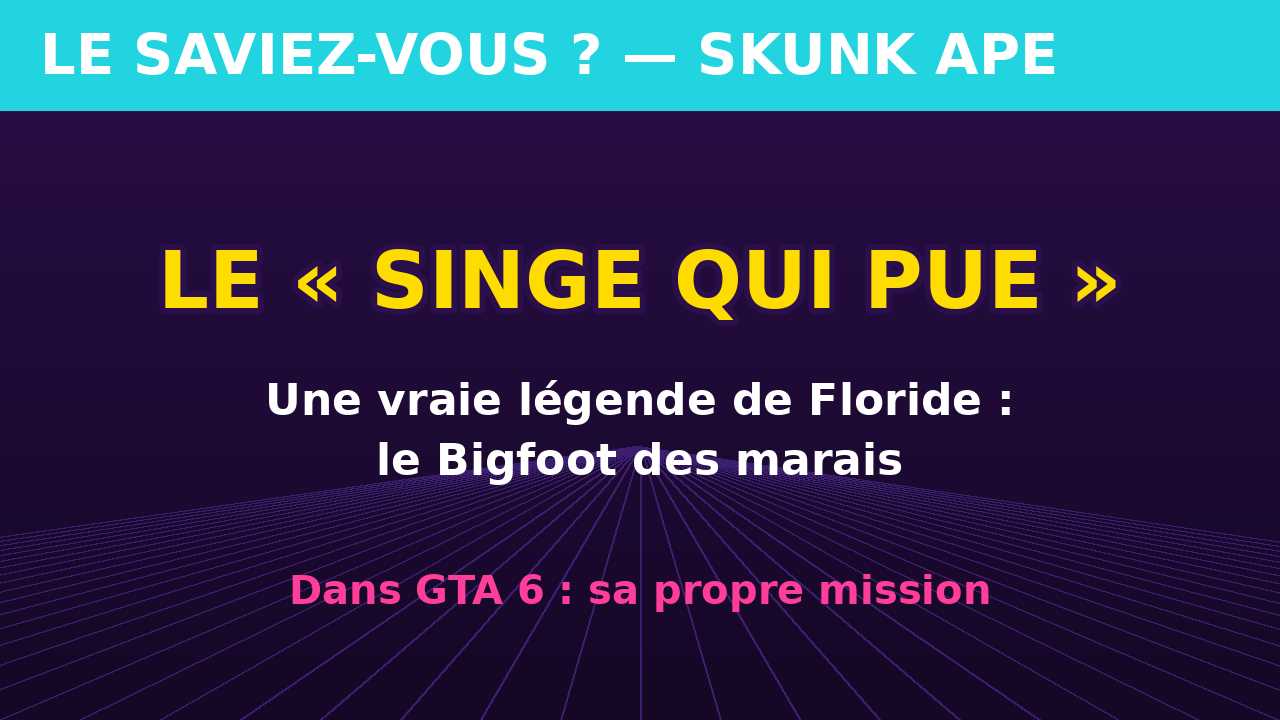 LE SAVIEZ-VOUS ? — SKUNK APE
LE « SINGE QUI PUE »
Une vraie légende de Floride :
le Bigfoot des marais
Dans GTA 6 : sa propre mission